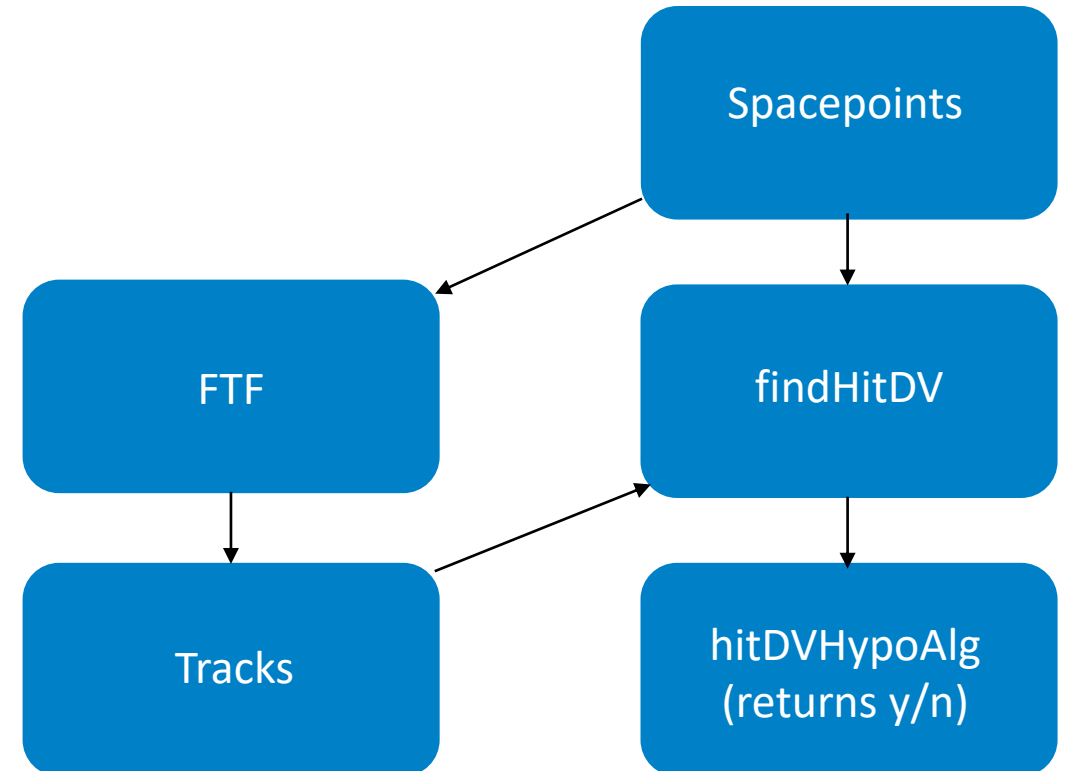 Spacepoints
FTF
findHitDV
Tracks
hitDVHypoAlg
(returns y/n)